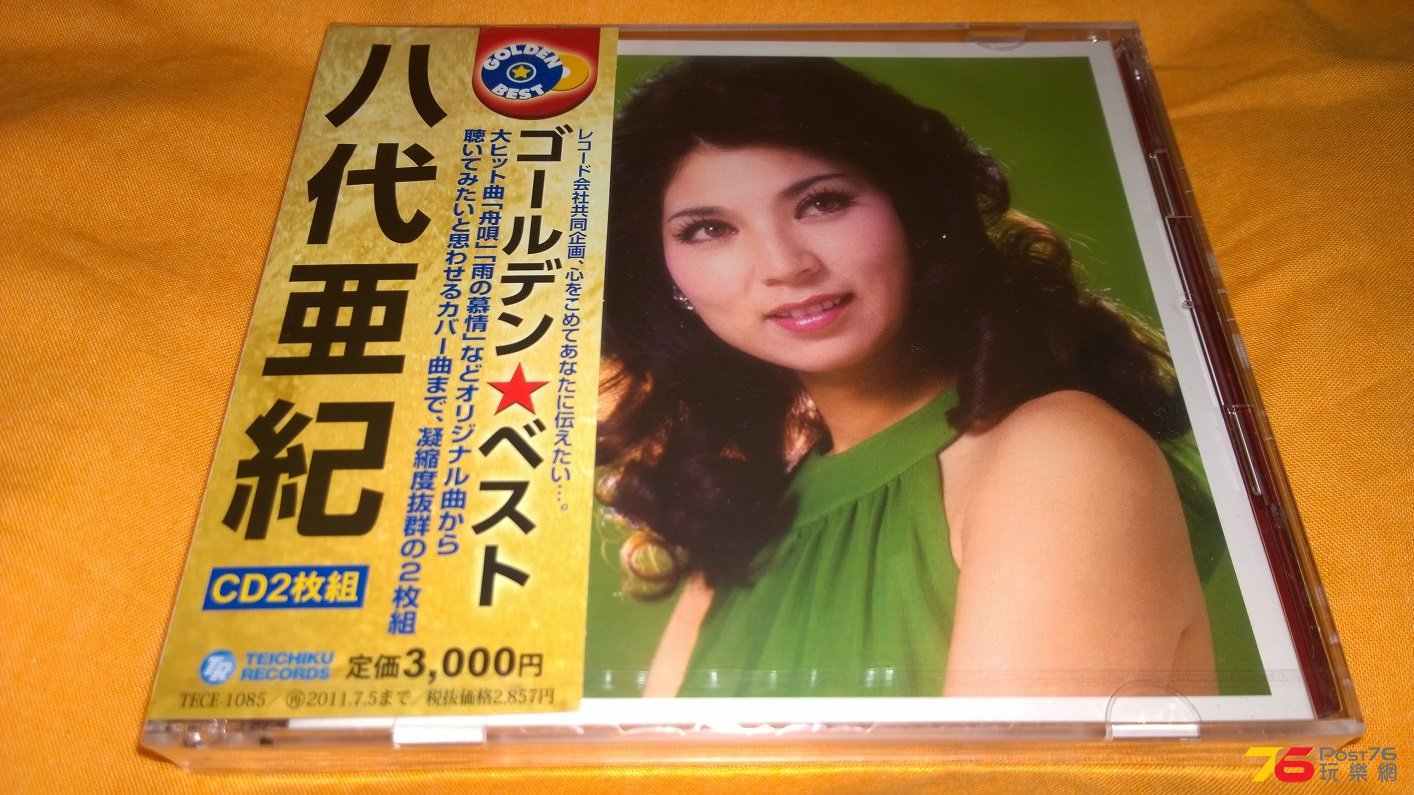 GOLDEN
BEST
レコード会社共同企画、心をこめてあなたに伝えたい…。
ゴールデン★ベスト
大ヒット曲「舟唄」「雨の慕情」などオリジナル曲から
聴いてみたいと思わせるカバー曲まで、凝縮度抜群の2枚組
八代亜紀
CD2枚組
TEICHIKU
RECORDS
定価3,000円
TECE-1085/㋞2011.7.5まで/税抜価格2,857円
76 POST76
玩樂網